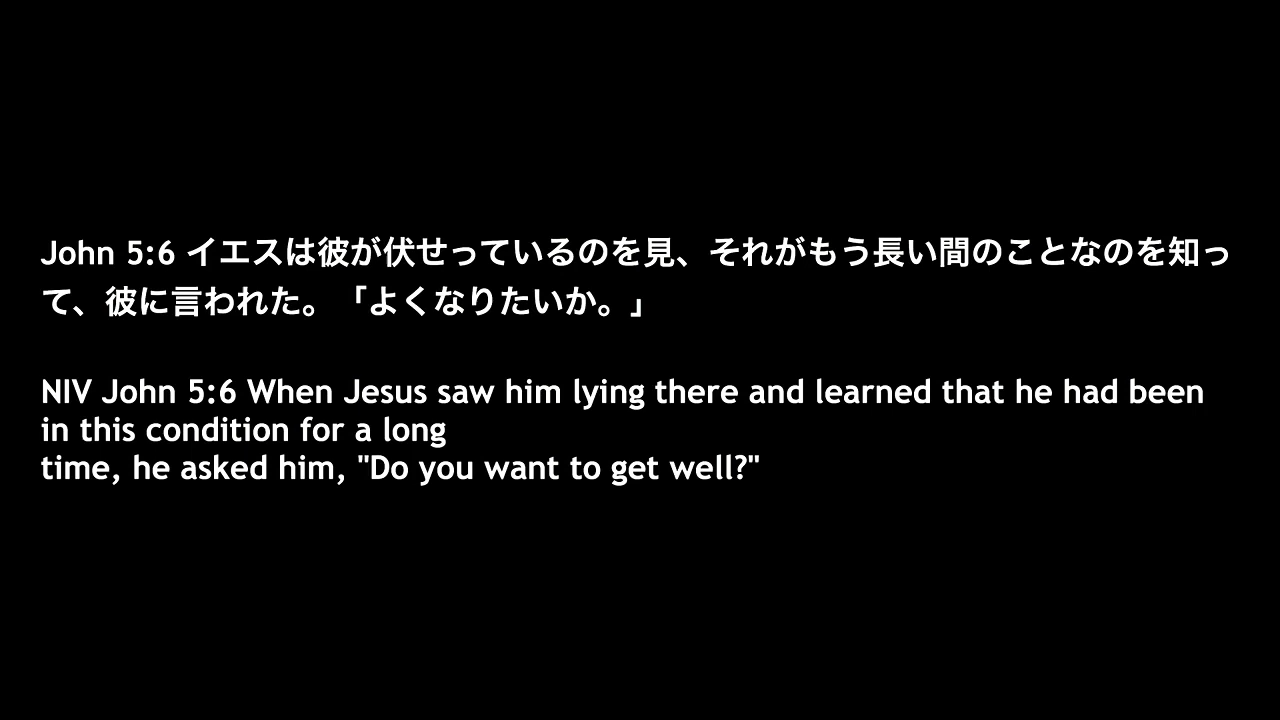 John 5:6 イエスは彼が伏せっているのを見、それがもう長い間のことなのを知っ
て、彼に言われた。「よくなりたいか。」
NIV John 5:6 When Jesus saw him lying there and learned that he had been
in this condition for a long
time, he asked him, "Do you want to get well?"